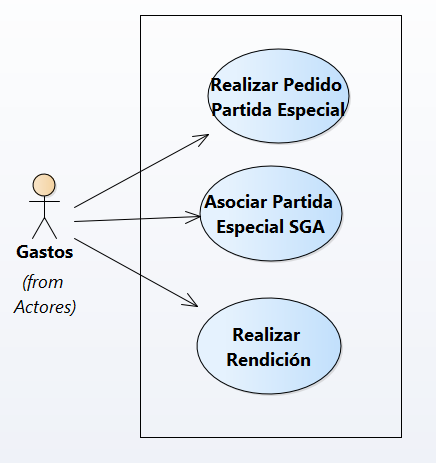 Realizar Pedido
Partida Especial
Asociar Partida
Especial SGA
Gastos
(from
Actores)
Realizar
Rendición